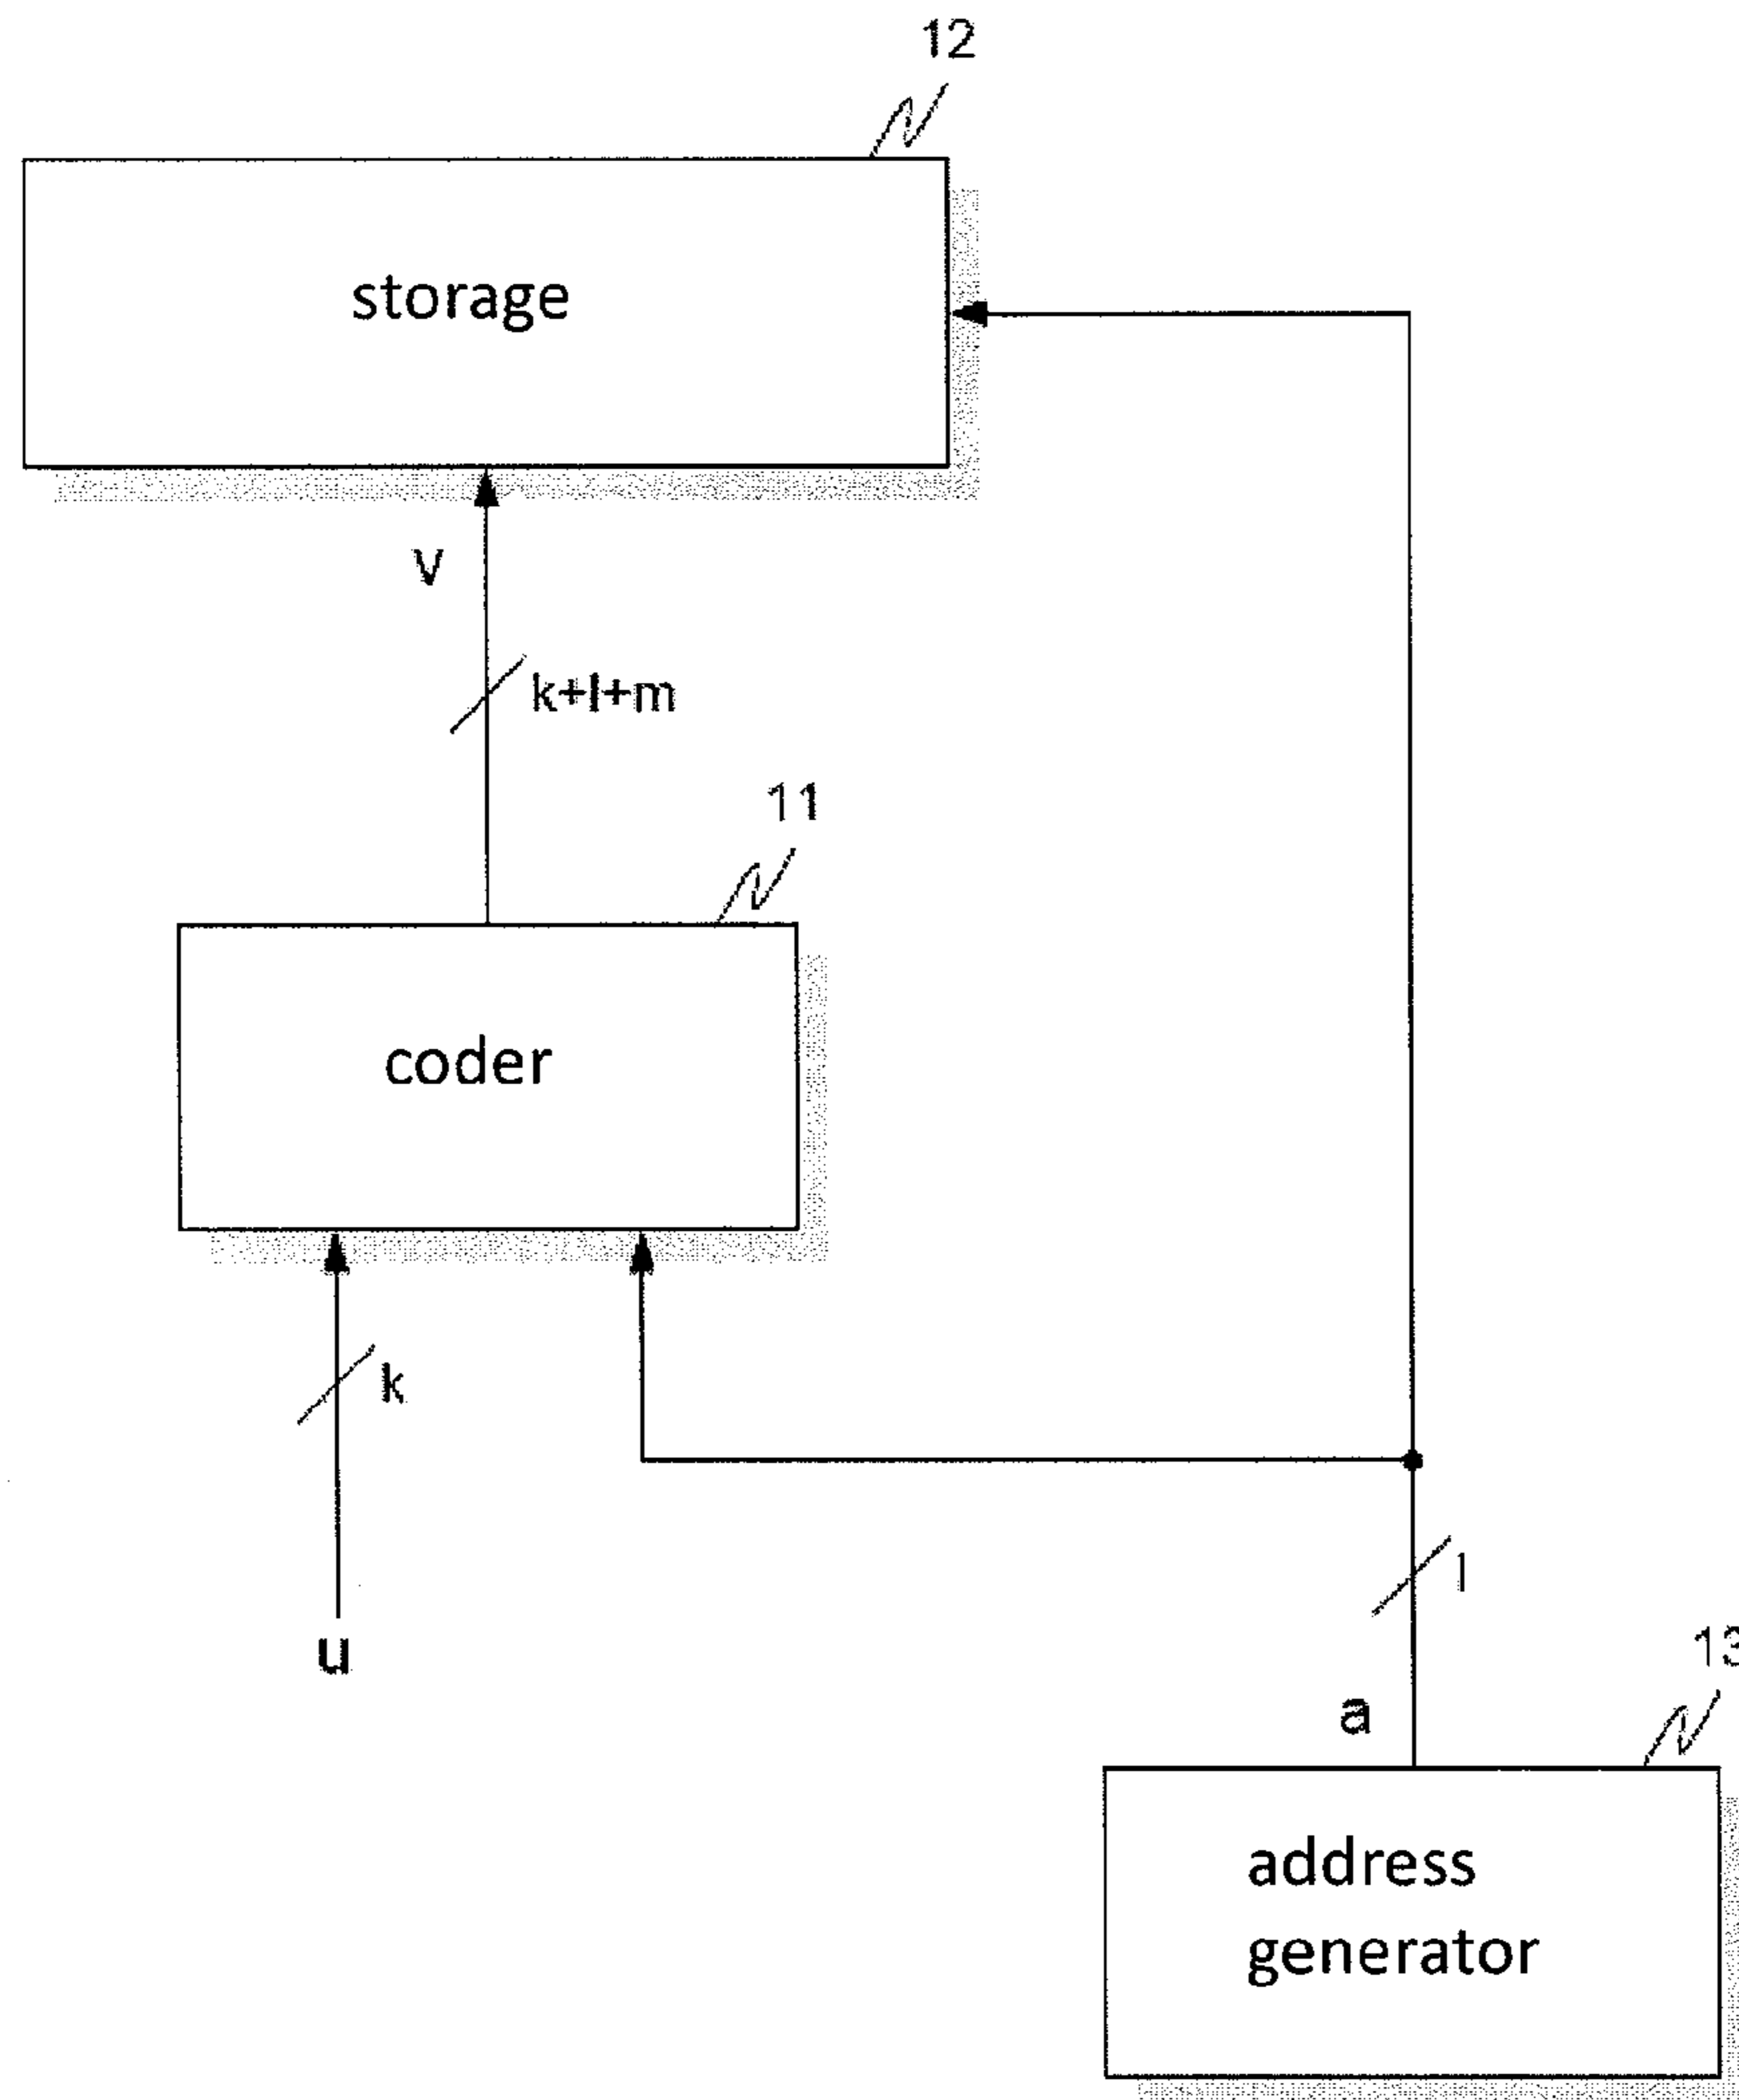 12
storage
v
k+l+m
11
coder
k
l
u
13
a
address
generator